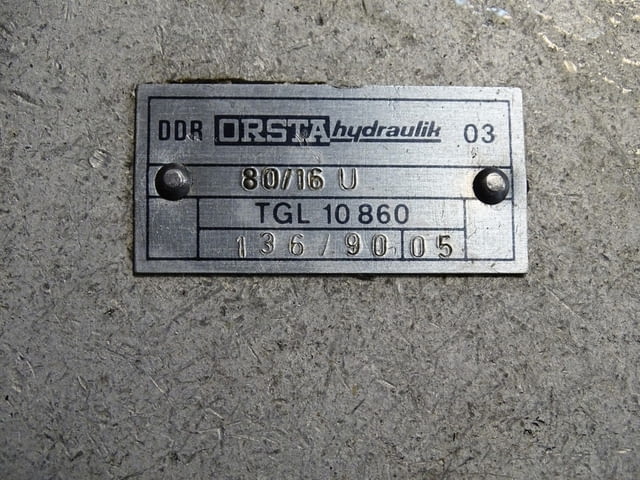 DDR ORSTA hydraulik 03
80/16 U
TGL 10 860
136/90 05